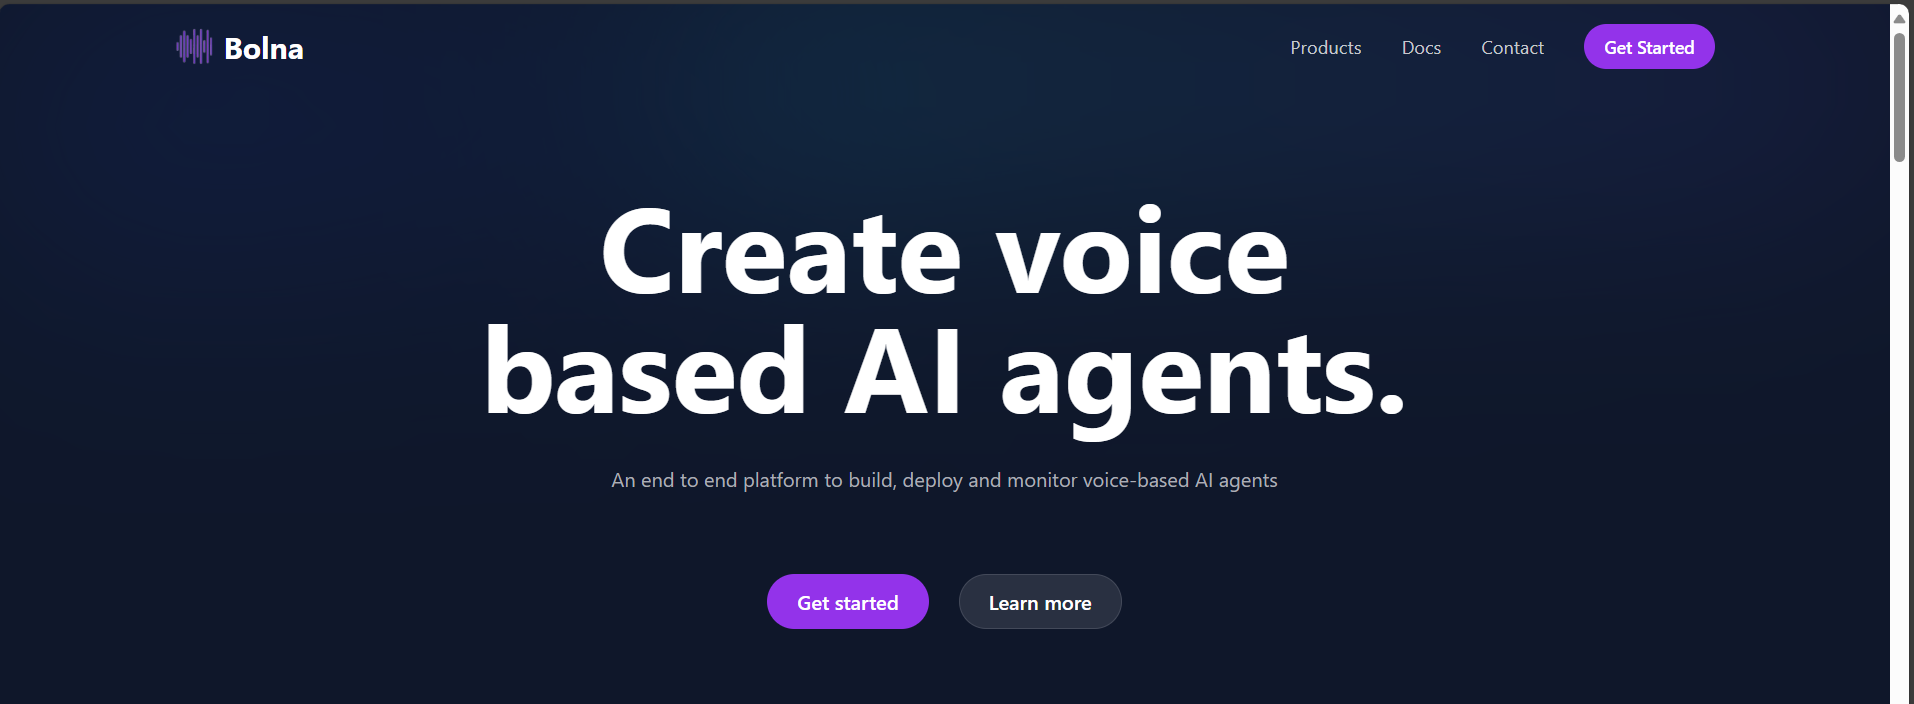 Bolna
Products
Docs
Contact
Get Started
Create voice
based AI agents.
An end to end platform to build, deploy and monitor voice-based AI agents
Get started
Learn more